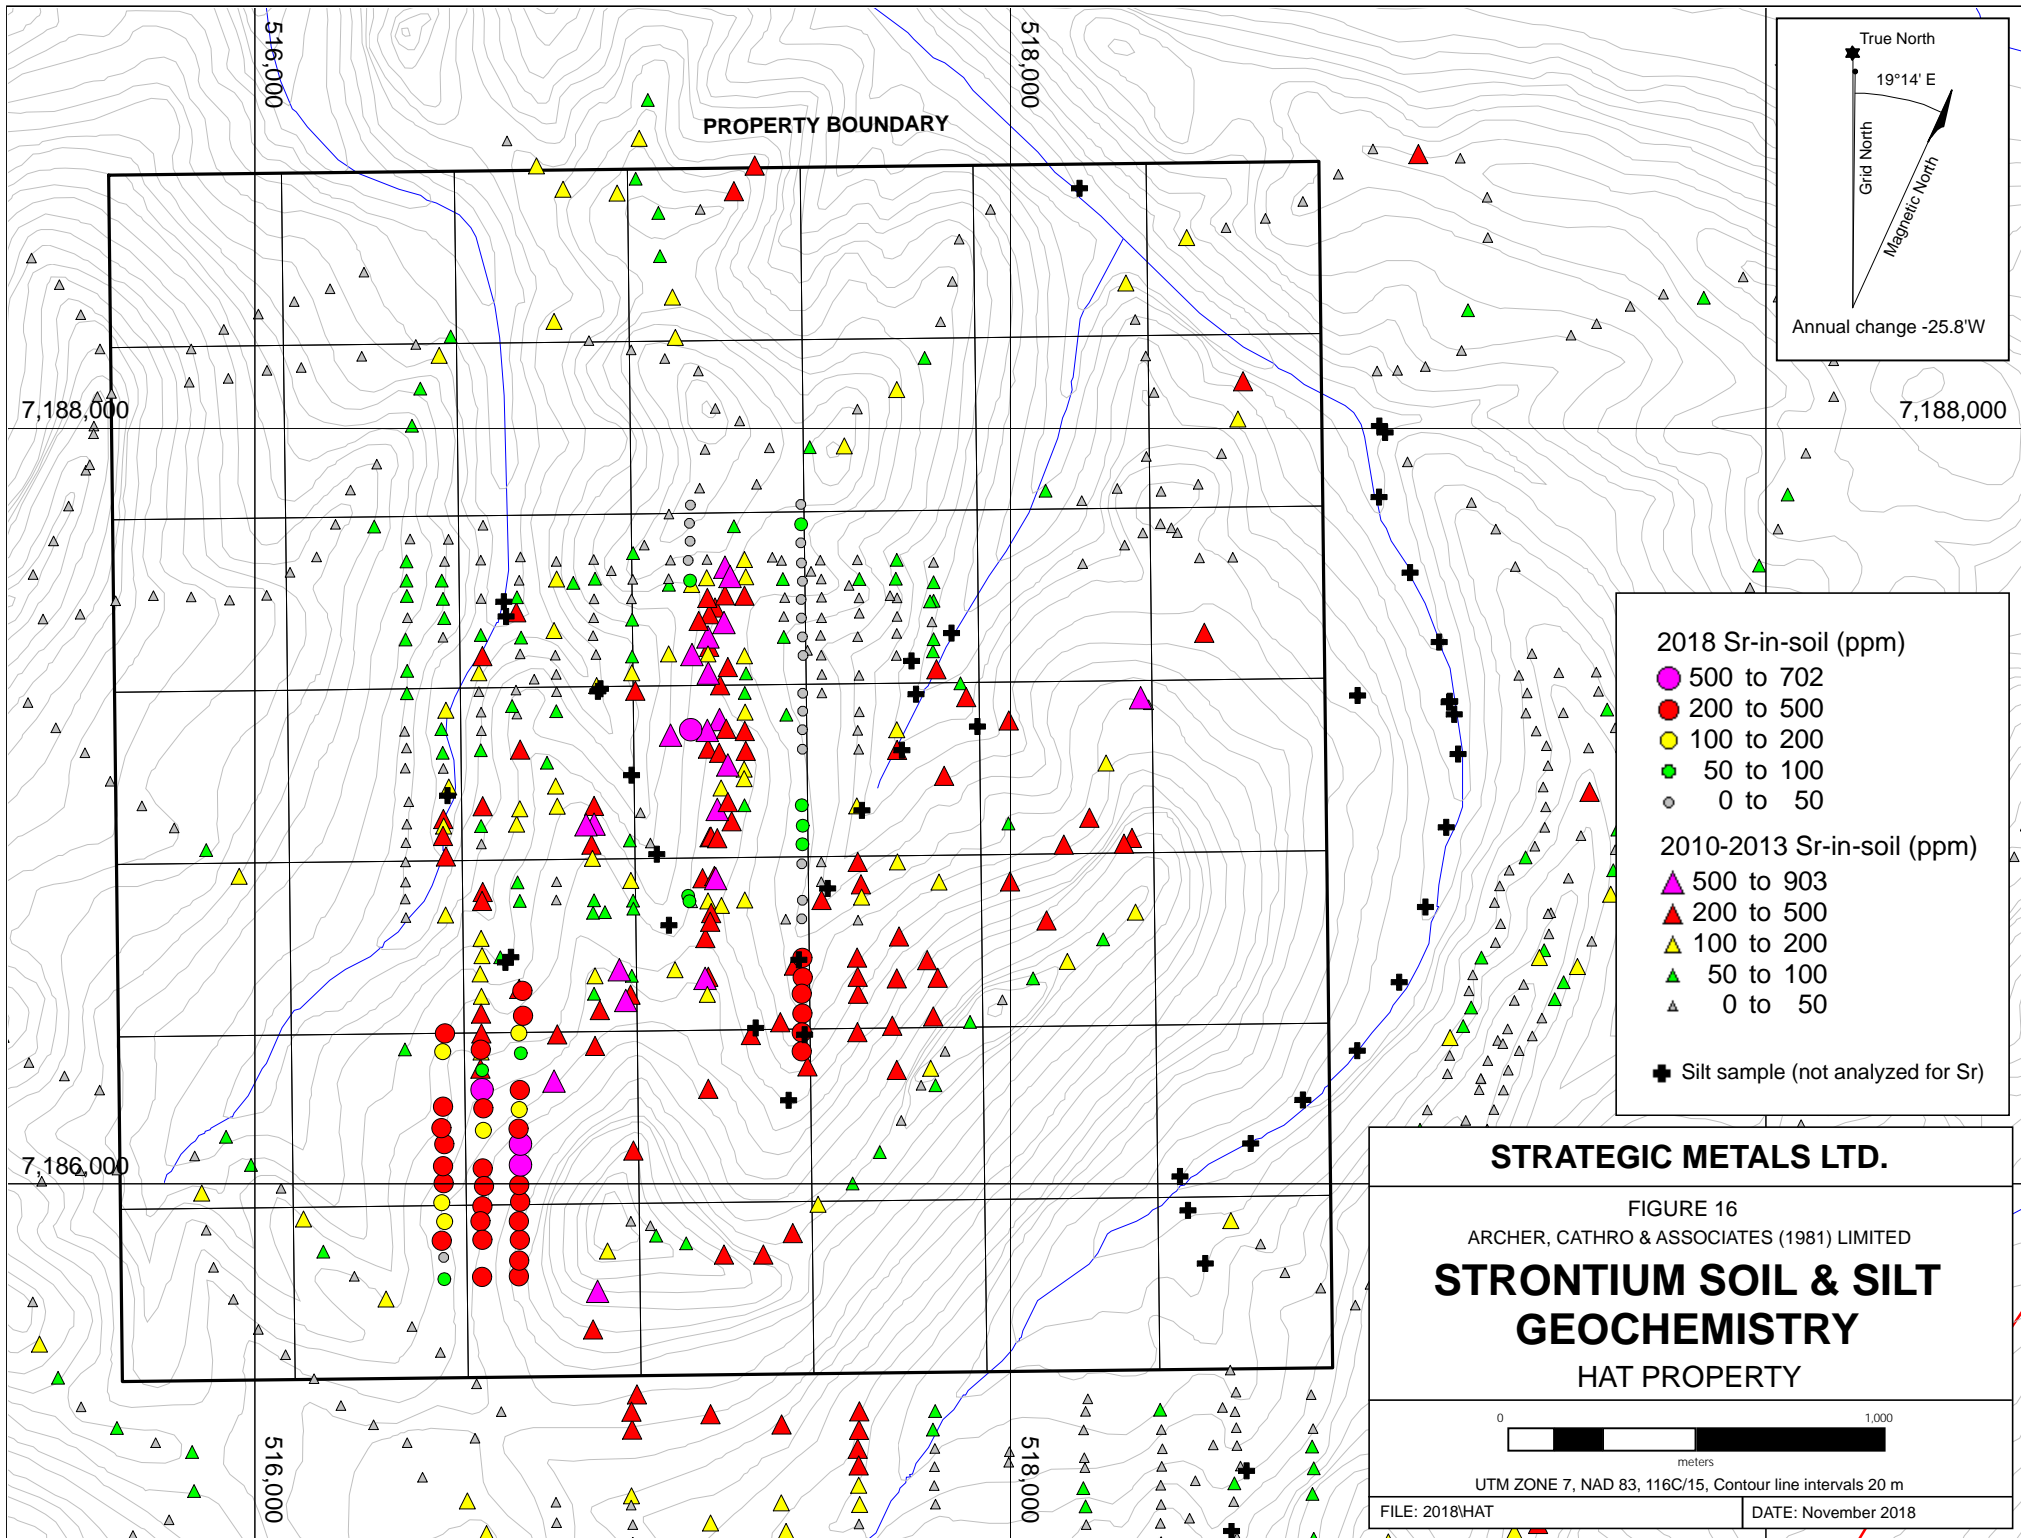 516,000
518,000
PROPERTY BOUNDARY
True North
19°14' E
Grid North
Magnetic North
Annual change -25.8'W
7,188,000
7,188,000
2018 Sr-in-soil (ppm)
500 to 702
200 to 500
100 to 200
50 to 100
0 to 50
2010-2013 Sr-in-soil (ppm)
500 to 903
200 to 500
100 to 200
50 to 100
0 to 50
Silt sample (not analyzed for Sr)
7,186,000
STRATEGIC METALS LTD.
FIGURE 16
ARCHER, CATHRO & ASSOCIATES (1981) LIMITED
STRONTIUM SOIL & SILT
GEOCHEMISTRY
HAT PROPERTY
0 1,000
meters
UTM ZONE 7, NAD 83, 116C/15, Contour line intervals 20 m
FILE: 2018\HAT
DATE: November 2018
516,000
518,000